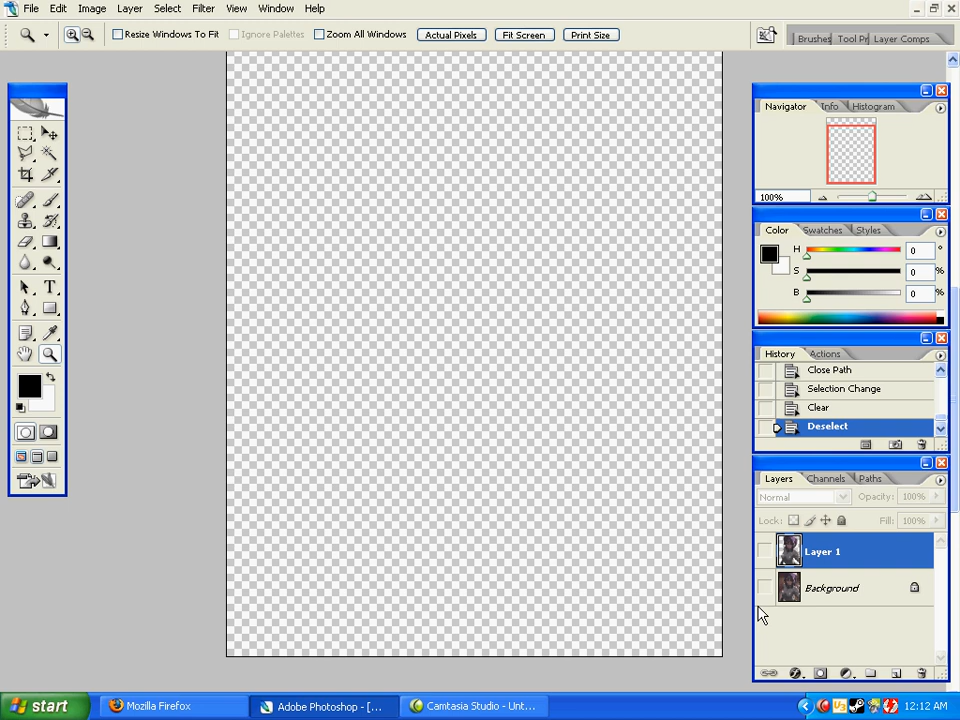 File Edit Image Layer Select Filter View Window Help
Resize Windows To Fit Ignore Palettes Zoom All Windows Actual Pixels Fit Screen Print Size
Brushes Tool Pr Layer Comps
Navigator Info Histogram
100%
Color Swatches Styles
H 0 °
S 0 %
B 0 %
History Actions
Close Path
Selection Change
Clear
Deselect
Layers Channels Paths
Normal Opacity: 100%
Lock: Fill: 100%
Layer 1
Background
T
start Mozilla Firefox Adobe Photoshop - [... Camtasia Studio - Unt... 12:12 AM